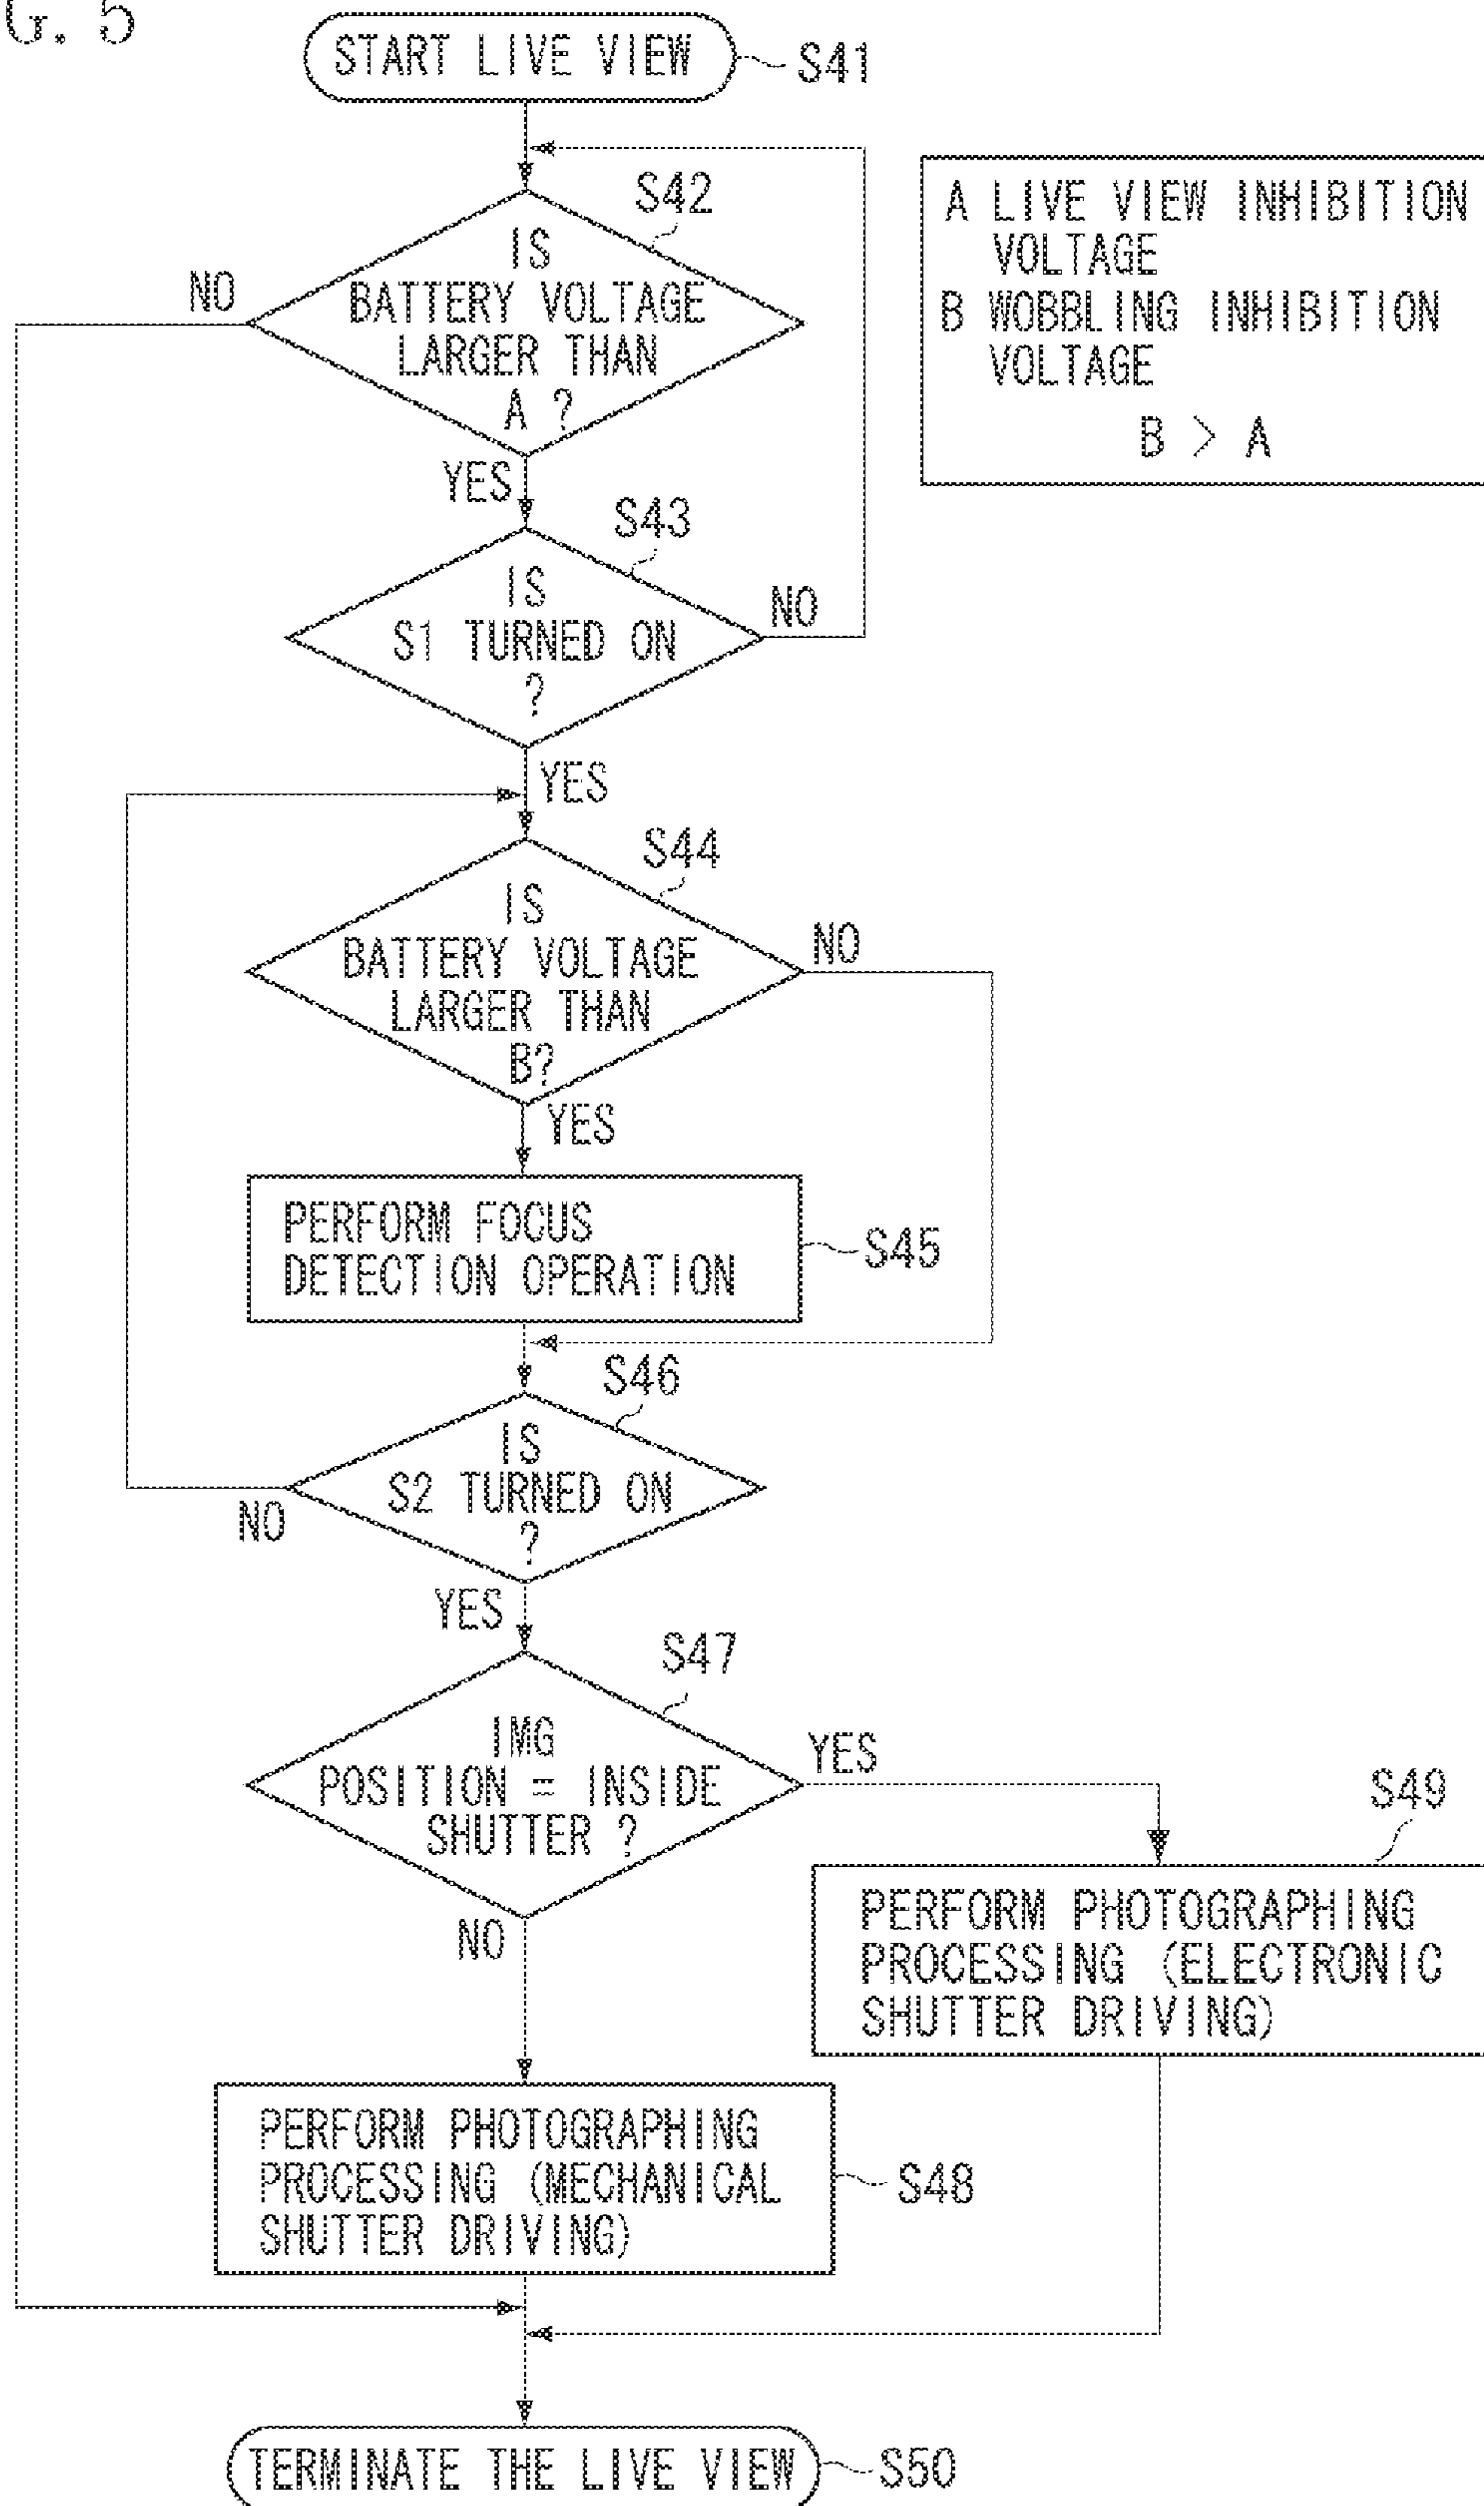 G. 5
START LIVE VIEW
S41
S42
IS
BATTERY VOLTAGE
LARGER THAN
A ?
NO
YES
A LIVE VIEW INHIBITION
VOLTAGE
B WOBBLING INHIBITION
VOLTAGE
B > A
S43
IS
S1 TURNED ON
?
NO
YES
S44
IS
BATTERY VOLTAGE
LARGER THAN
B?
NO
YES
PERFORM FOCUS
DETECTION OPERATION
S45
S46
IS
S2 TURNED ON
?
NO
YES
S47
IMG
POSITION = INSIDE
SHUTTER ?
YES
NO
S49
PERFORM PHOTOGRAPHING
PROCESSING (ELECTRONIC
SHUTTER DRIVING)
PERFORM PHOTOGRAPHING
PROCESSING (MECHANICAL
SHUTTER DRIVING)
S48
TERMINATE THE LIVE VIEW
S50